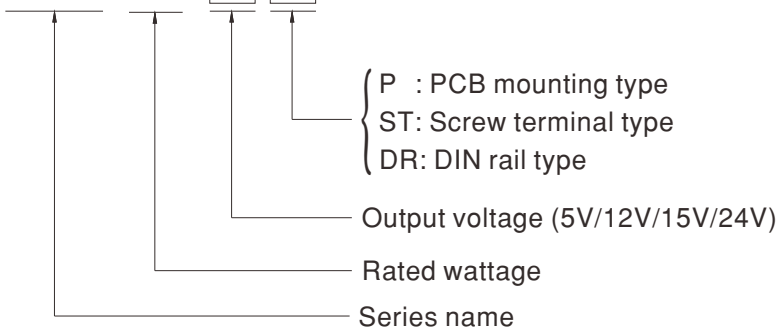 P : PCB mounting type
ST: Screw terminal type
DR: DIN rail type
Output voltage (5V/12V/15V/24V)
Rated wattage
Series name